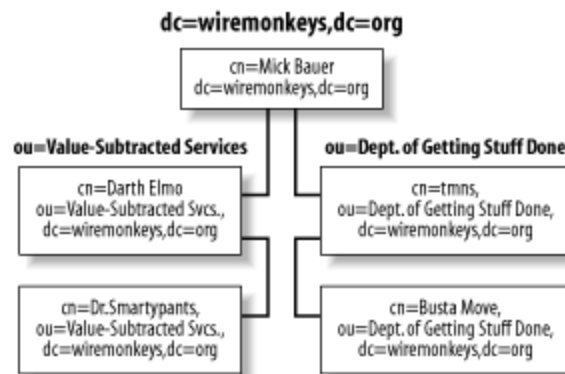 dc=wiremonkeys,dc=org
cn=Mick Bauer
dc=wiremonkeys,dc=org
ou=Value-Subtracted Services
cn=Darth Elmo
ou=Value-Subtracted Svcs.,
dc=wiremonkeys,dc=org
cn=Dr.Smartypants,
ou=Value-Subtracted Svcs.,
dc=wiremonkeys,dc=org
ou=Dept. of Getting Stuff Done
cn=tmns,
ou=Dept. of Getting Stuff Done,
dc=wiremonkeys,dc=org
cn=Busta Move,
ou=Dept. of Getting Stuff Done,
dc=wiremonkeys,dc=org